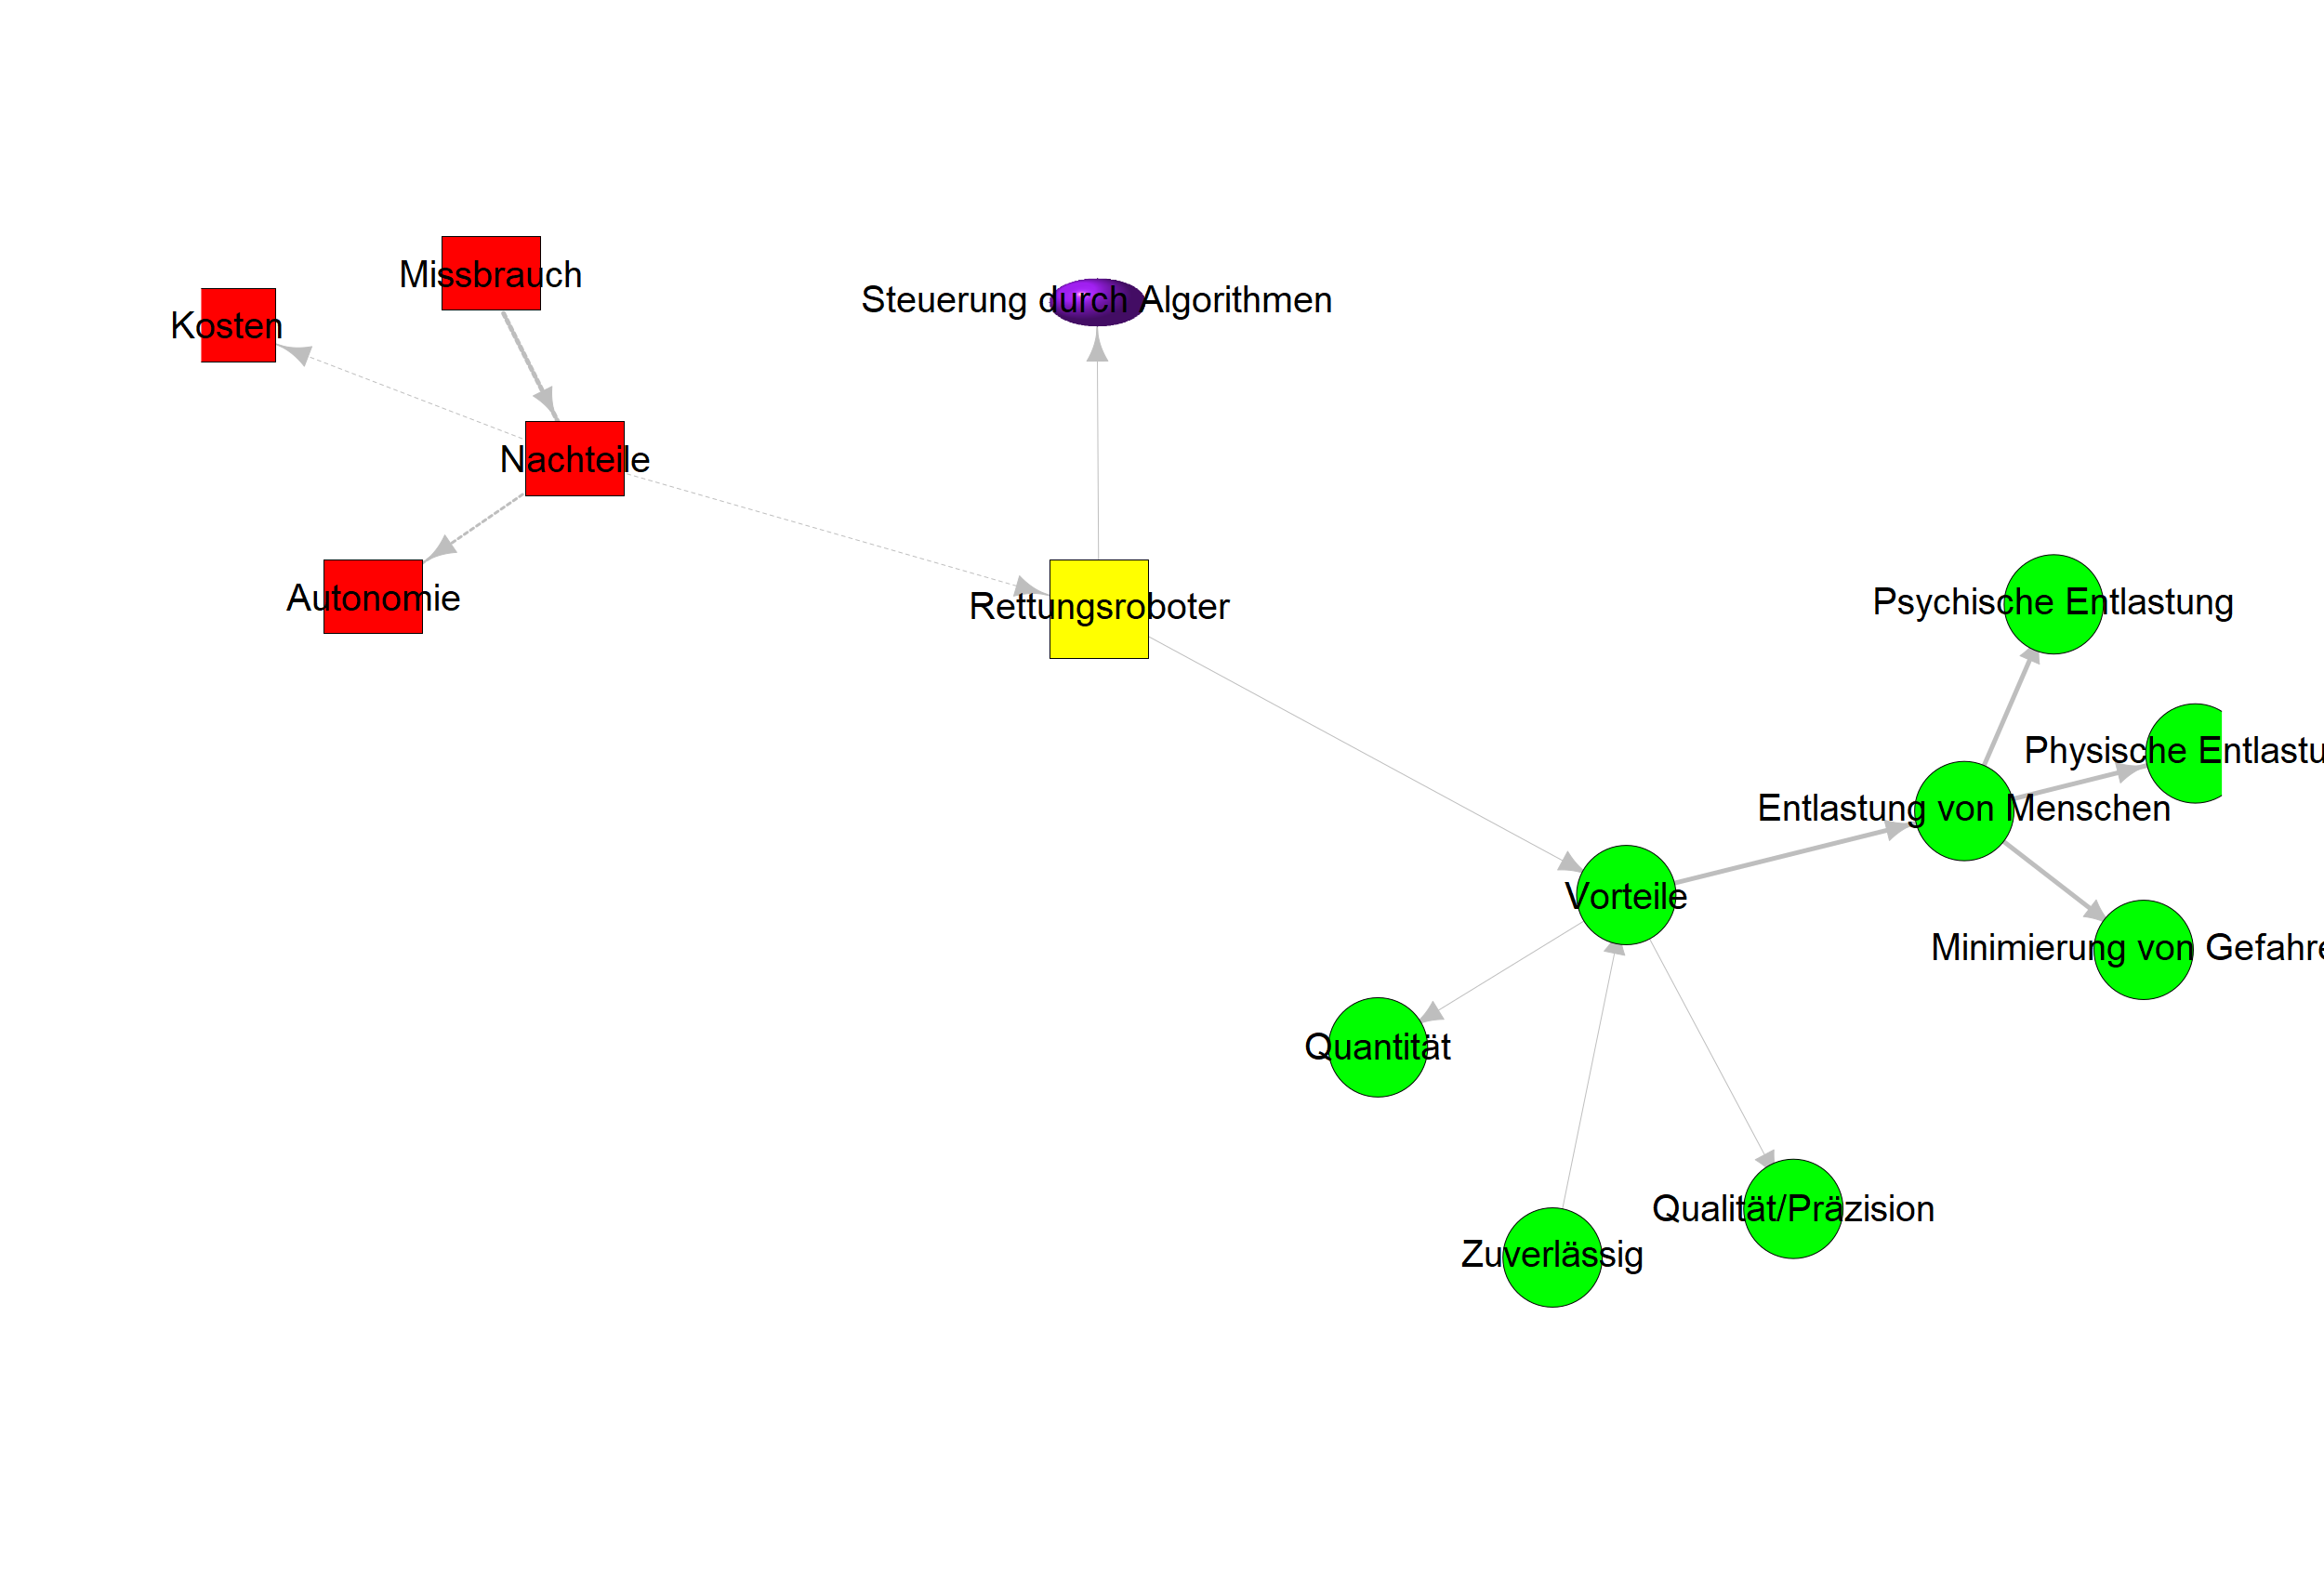 Missbrauch
Kosten
Steuerung durch Algorithmen
Nachteile
Autonomie
Rettungsroboter
Psychische Entlastung
Physische Entlastu
Entlastung von Menschen
Vorteile
Minimierung von Gefahre
Quantität
Qualität/Präzision
Zuverlässig